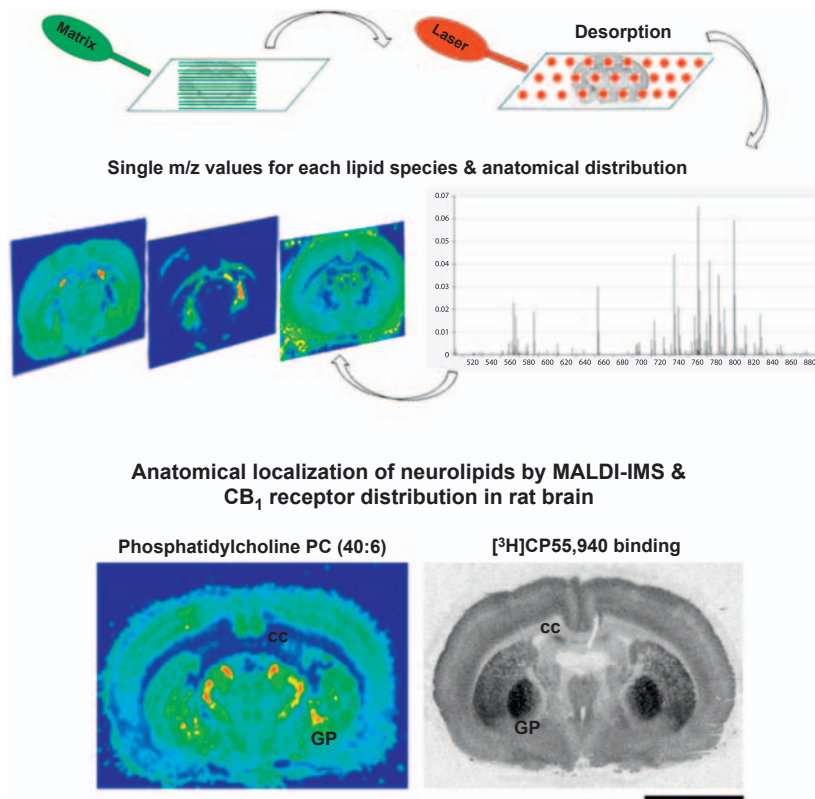 Matrix
Laser
Desorption
Single m/z values for each lipid species & anatomical distribution
0.07
0.06
0.05
0.04
0.03
0.02
0.01
0
520 540 560 580 600 620 640 660 680 700 720 740 760 780 800 820 840 860 880
Anatomical localization of neurolipids by MALDI-IMS &
CB₁ receptor distribution in rat brain
Phosphatidylcholine PC (40:6)
[³H]CP55,940 binding
cc
GP
cc
GP